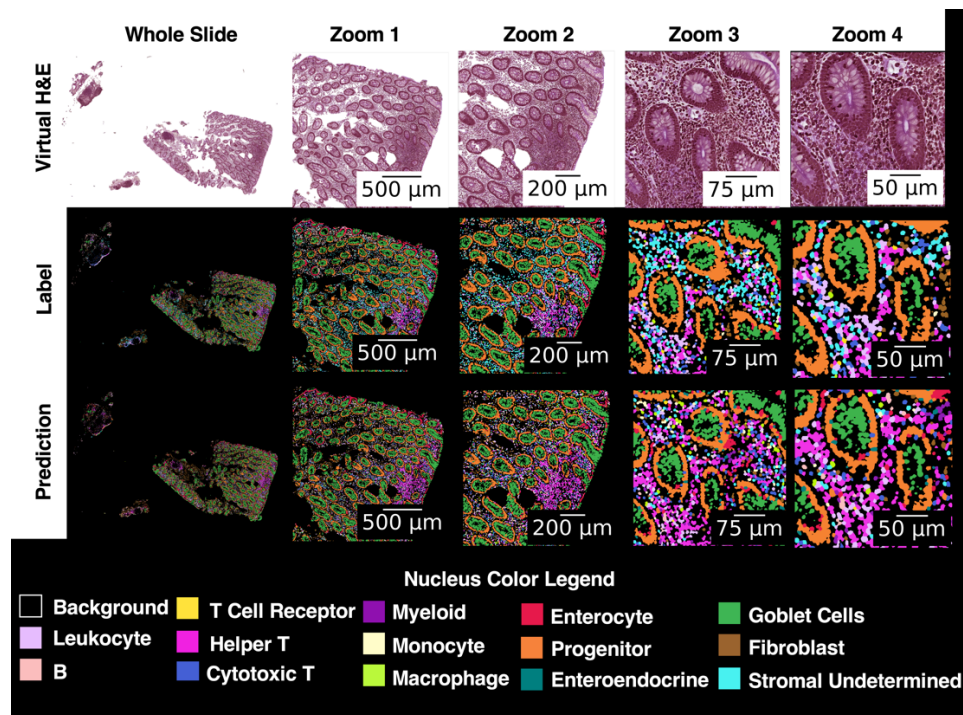 Whole Slide Zoom 1 Zoom 2 Zoom 3 Zoom 4
Virtual H&E
500 µm 200 µm 75 µm 50 µm
Label
500 µm 200 µm 75 µm 50 µm
Prediction
500 µm 200 µm 75 µm 50 µm
Nucleus Color Legend
Background T Cell Receptor Myeloid Enterocyte Goblet Cells
Leukocyte Helper T Monocyte Progenitor Fibroblast
B Cytotoxic T Macrophage Enteroendocrine Stromal Undetermined